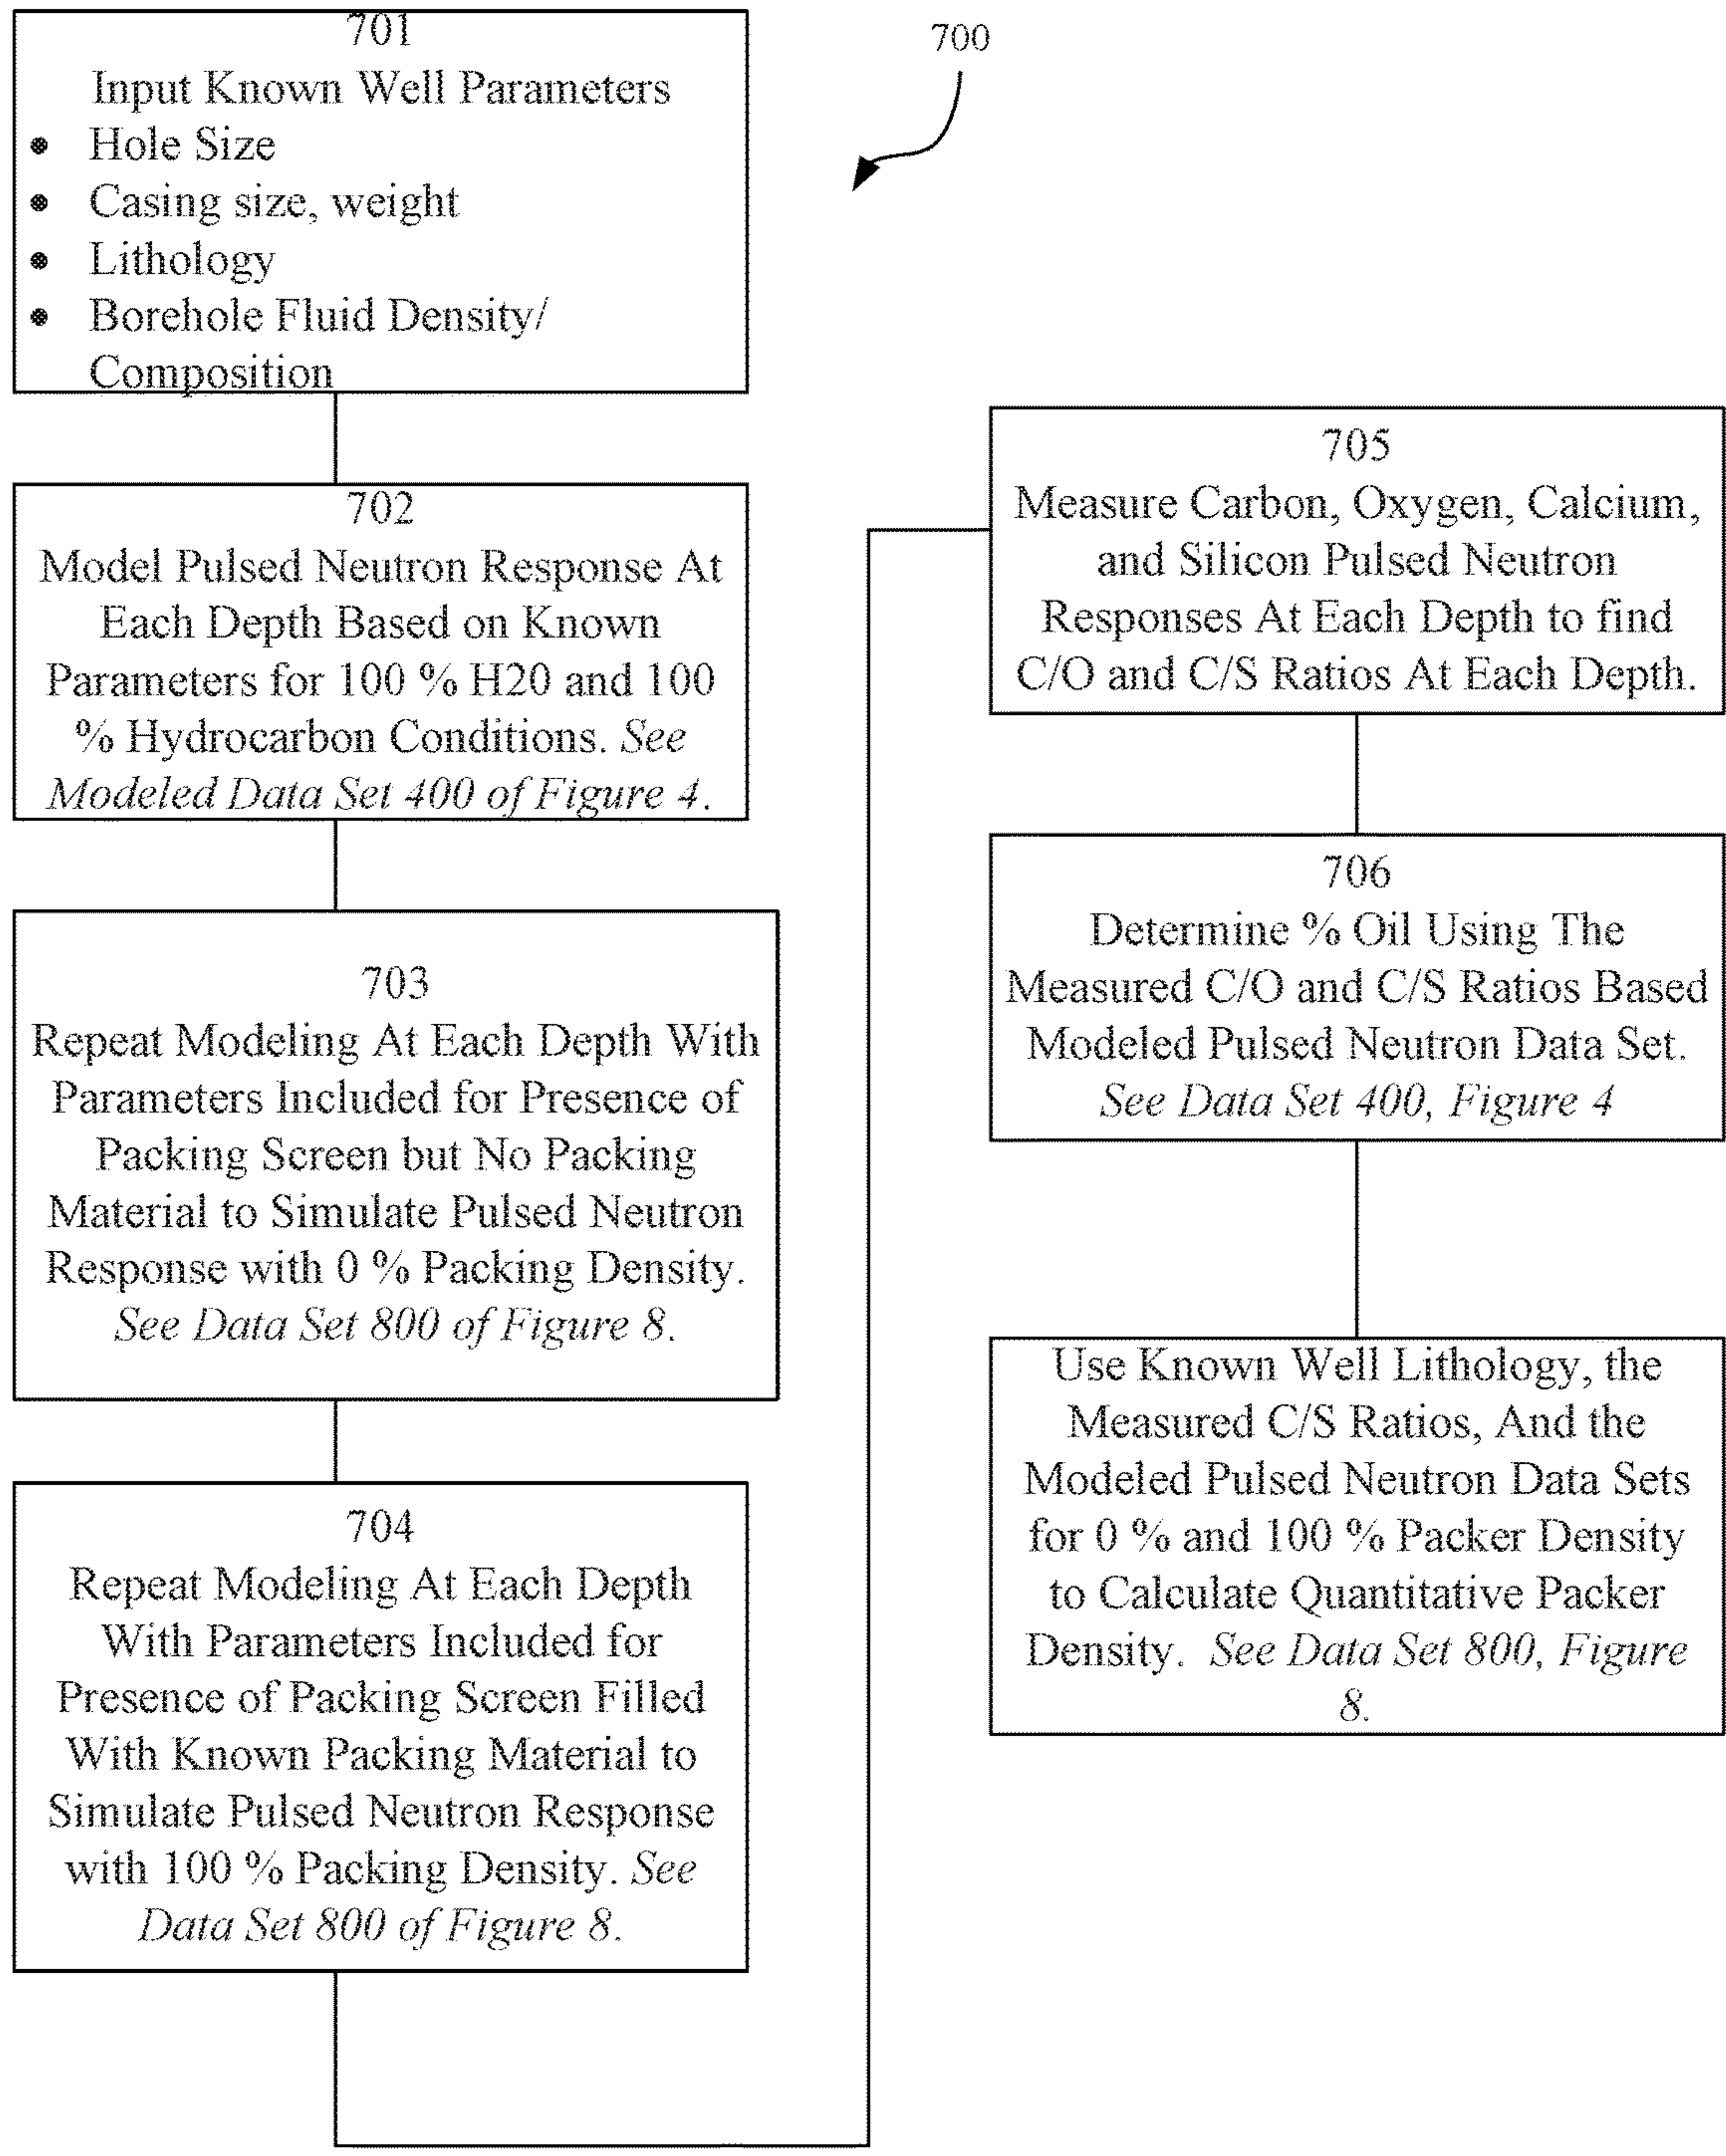 701
Input Known Well Parameters
• Hole Size
• Casing size, weight
• Lithology
• Borehole Fluid Density/
Composition
700
702
Model Pulsed Neutron Response At
Each Depth Based on Known
Parameters for 100 % H20 and 100
% Hydrocarbon Conditions. See
Modeled Data Set 400 of Figure 4.
703
Repeat Modeling At Each Depth With
Parameters Included for Presence of
Packing Screen but No Packing
Material to Simulate Pulsed Neutron
Response with 0 % Packing Density.
See Data Set 800 of Figure 8.
704
Repeat Modeling At Each Depth
With Parameters Included for
Presence of Packing Screen Filled
With Known Packing Material to
Simulate Pulsed Neutron Response
with 100 % Packing Density. See
Data Set 800 of Figure 8.
705
Measure Carbon, Oxygen, Calcium,
and Silicon Pulsed Neutron
Responses At Each Depth to find
C/O and C/S Ratios At Each Depth.
706
Determine % Oil Using The
Measured C/O and C/S Ratios Based
Modeled Pulsed Neutron Data Set.
See Data Set 400, Figure 4
Use Known Well Lithology, the
Measured C/S Ratios, And the
Modeled Pulsed Neutron Data Sets
for 0 % and 100 % Packer Density
to Calculate Quantitative Packer
Density. See Data Set 800, Figure
8.